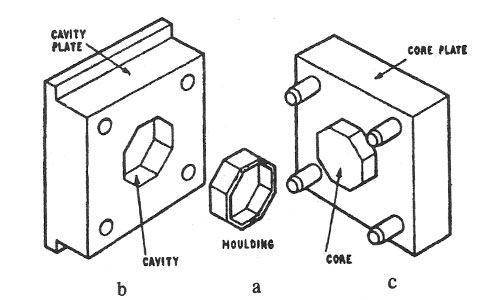 CAVITY
PLATE
CORE PLATE
MOULDING
CAVITY
CORE
b
a
c